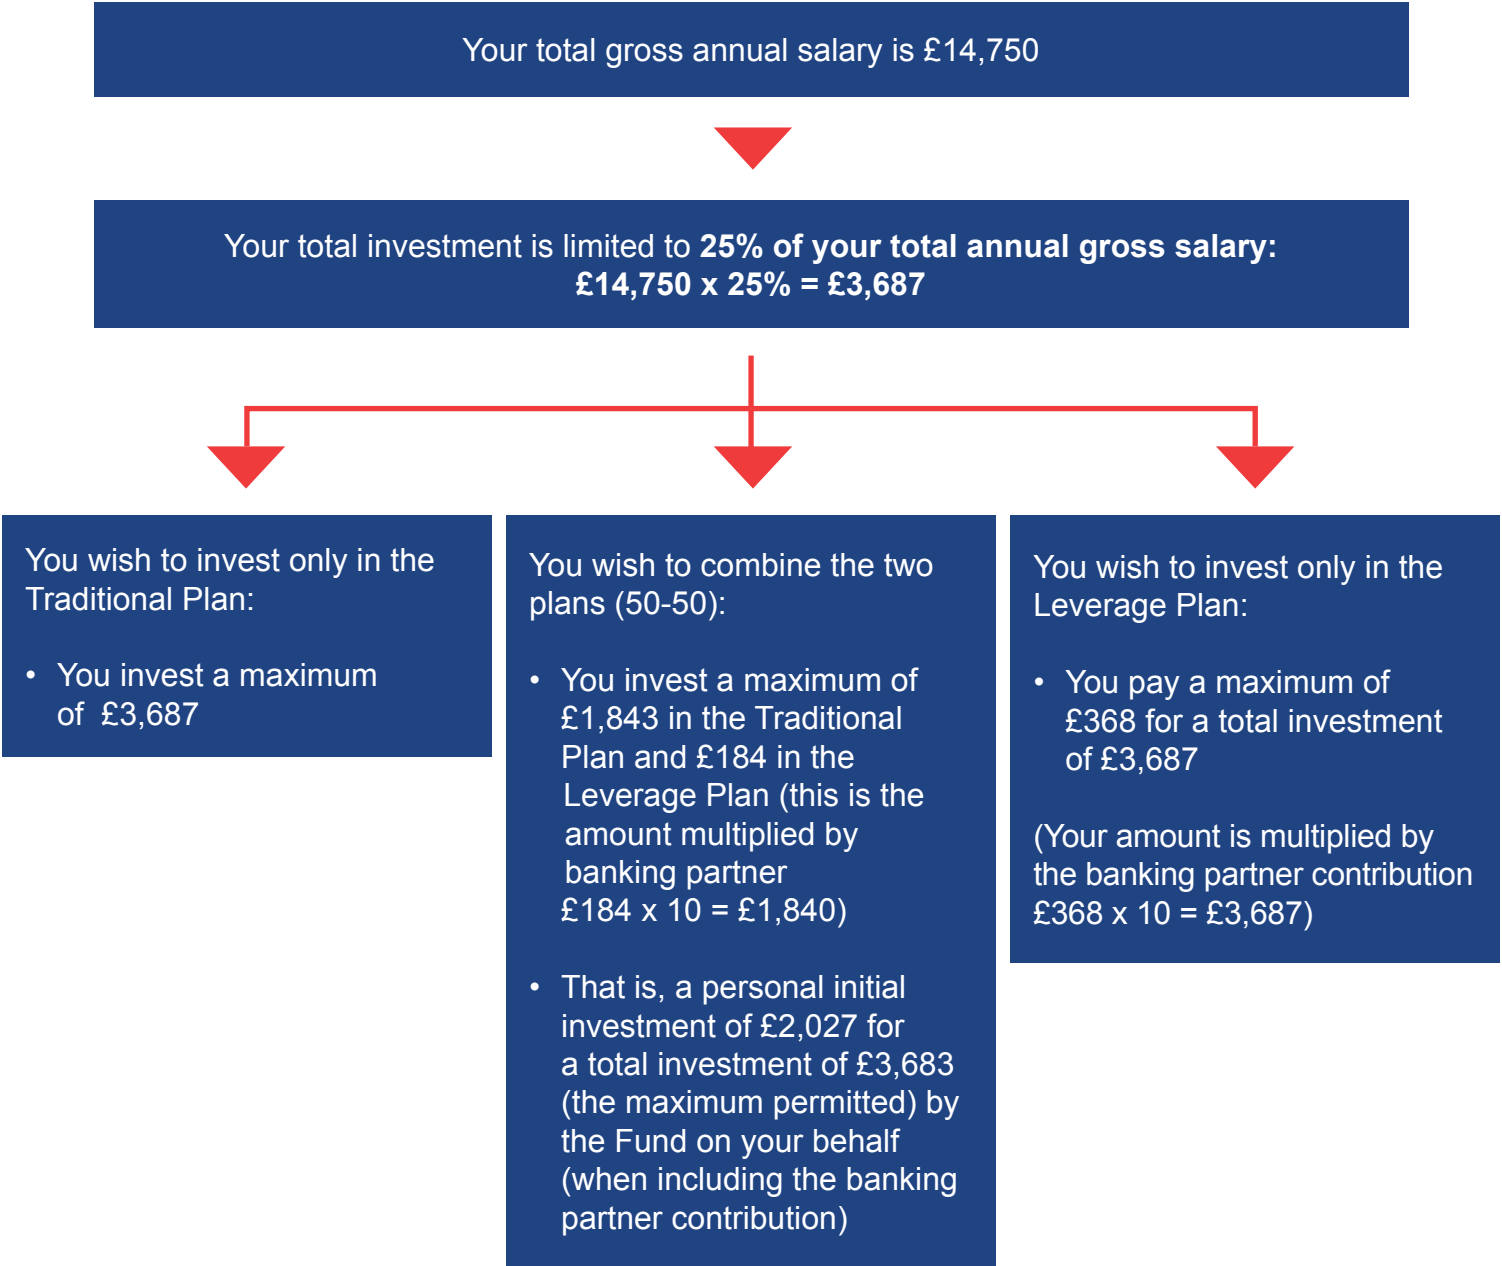 Your total gross annual salary is £14,750
Your total investment is limited to 25% of your total annual gross salary:
£14,750 x 25% = £3,687
You wish to invest only in the
Traditional Plan:
• You invest a maximum
of £3,687
You wish to combine the two
plans (50-50):
• You invest a maximum of
£1,843 in the Traditional
Plan and £184 in the
Leverage Plan (this is the
amount multiplied by
banking partner
£184 x 10 = £1,840)
• That is, a personal initial
investment of £2,027 for
a total investment of £3,683
(the maximum permitted) by
the Fund on your behalf
(when including the banking
partner contribution)
You wish to invest only in the
Leverage Plan:
• You pay a maximum of
£368 for a total investment
of £3,687
(Your amount is multiplied by
the banking partner contribution
£368 x 10 = £3,687)